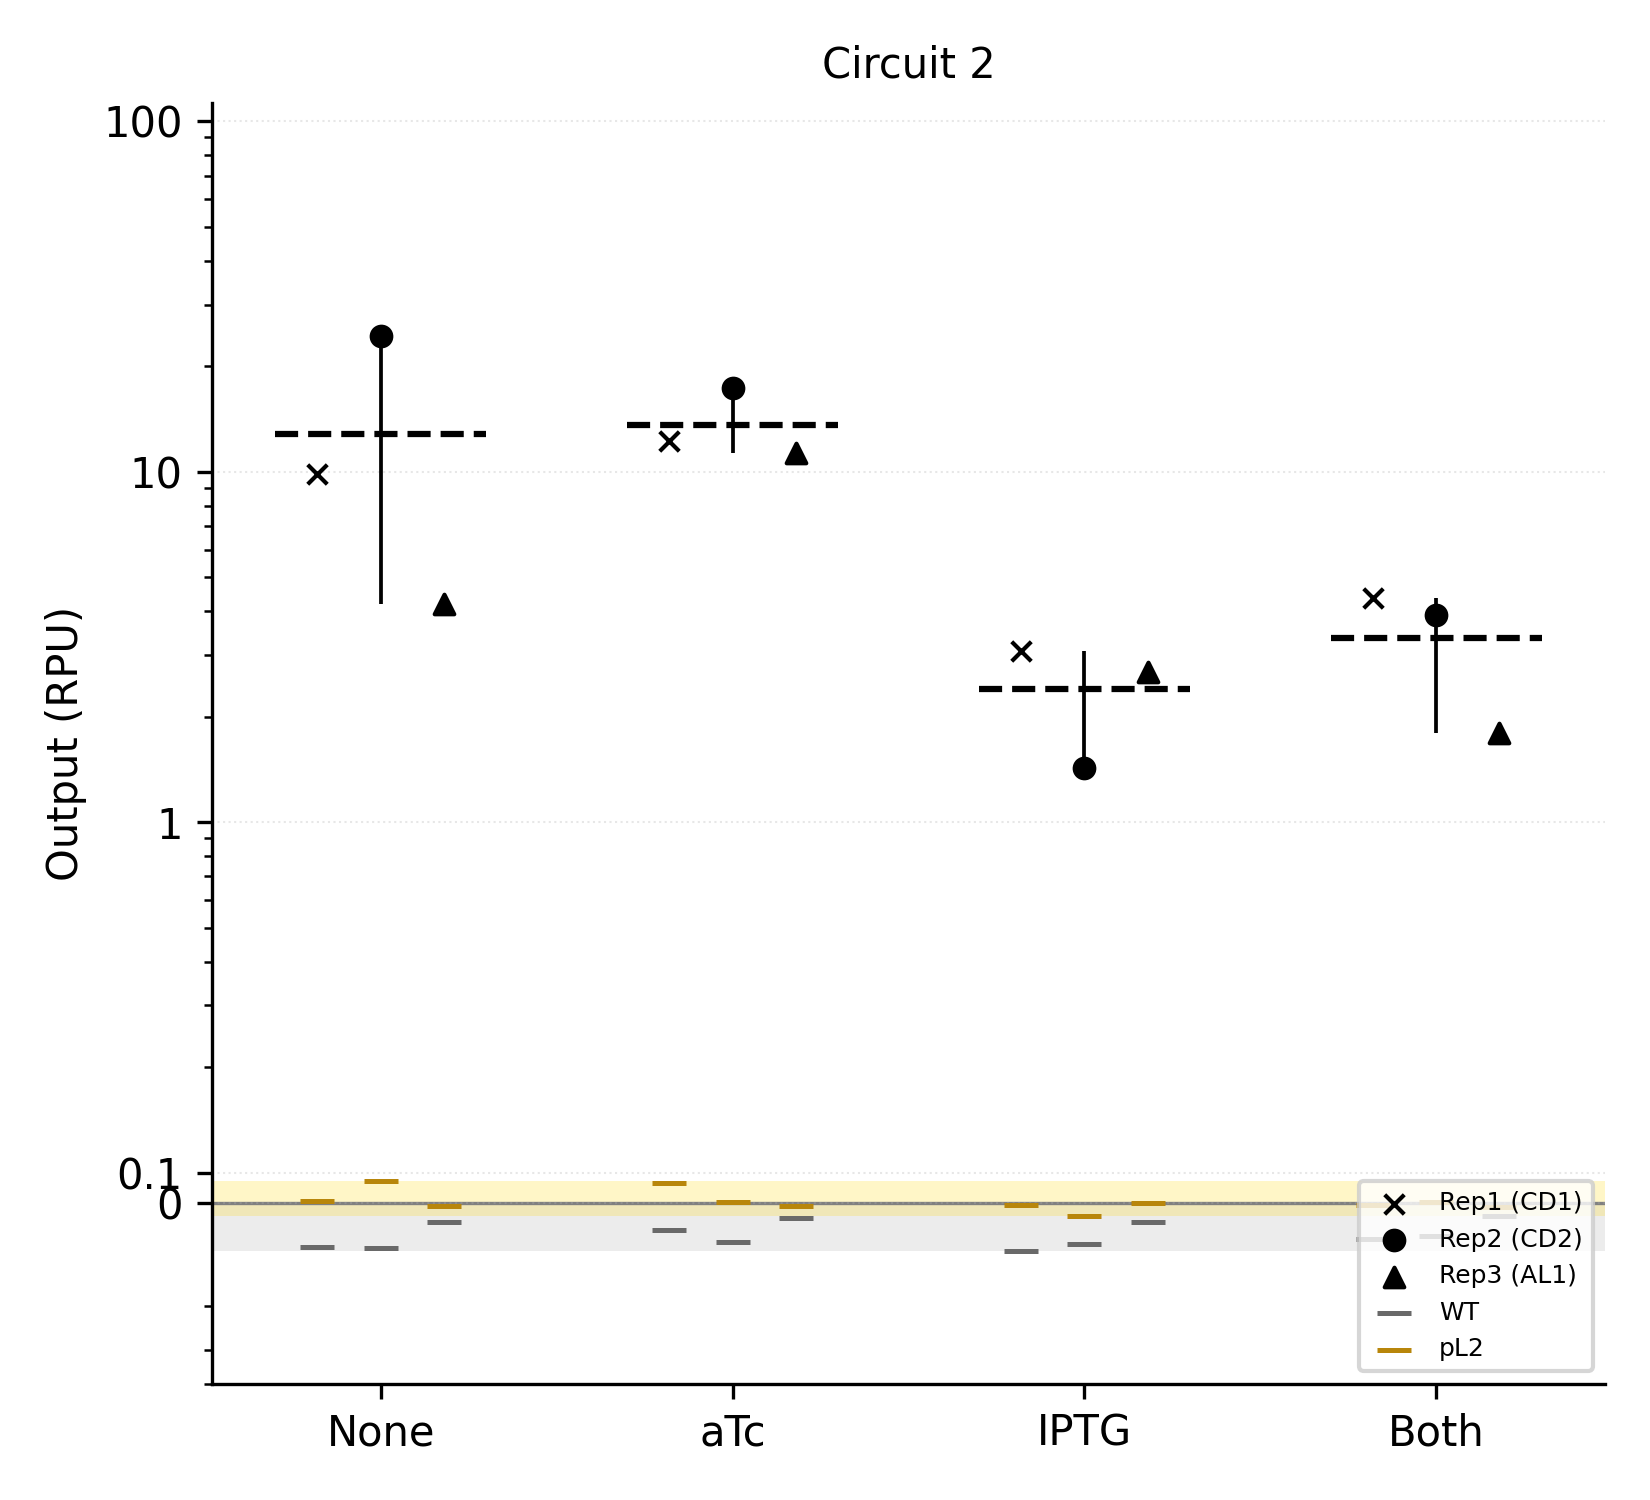 Circuit 2
100
10
1
0.1
0
Output (RPU)
None
aTc
IPTG
Both
Rep1 (CD1)
Rep2 (CD2)
Rep3 (AL1)
WT
pL2